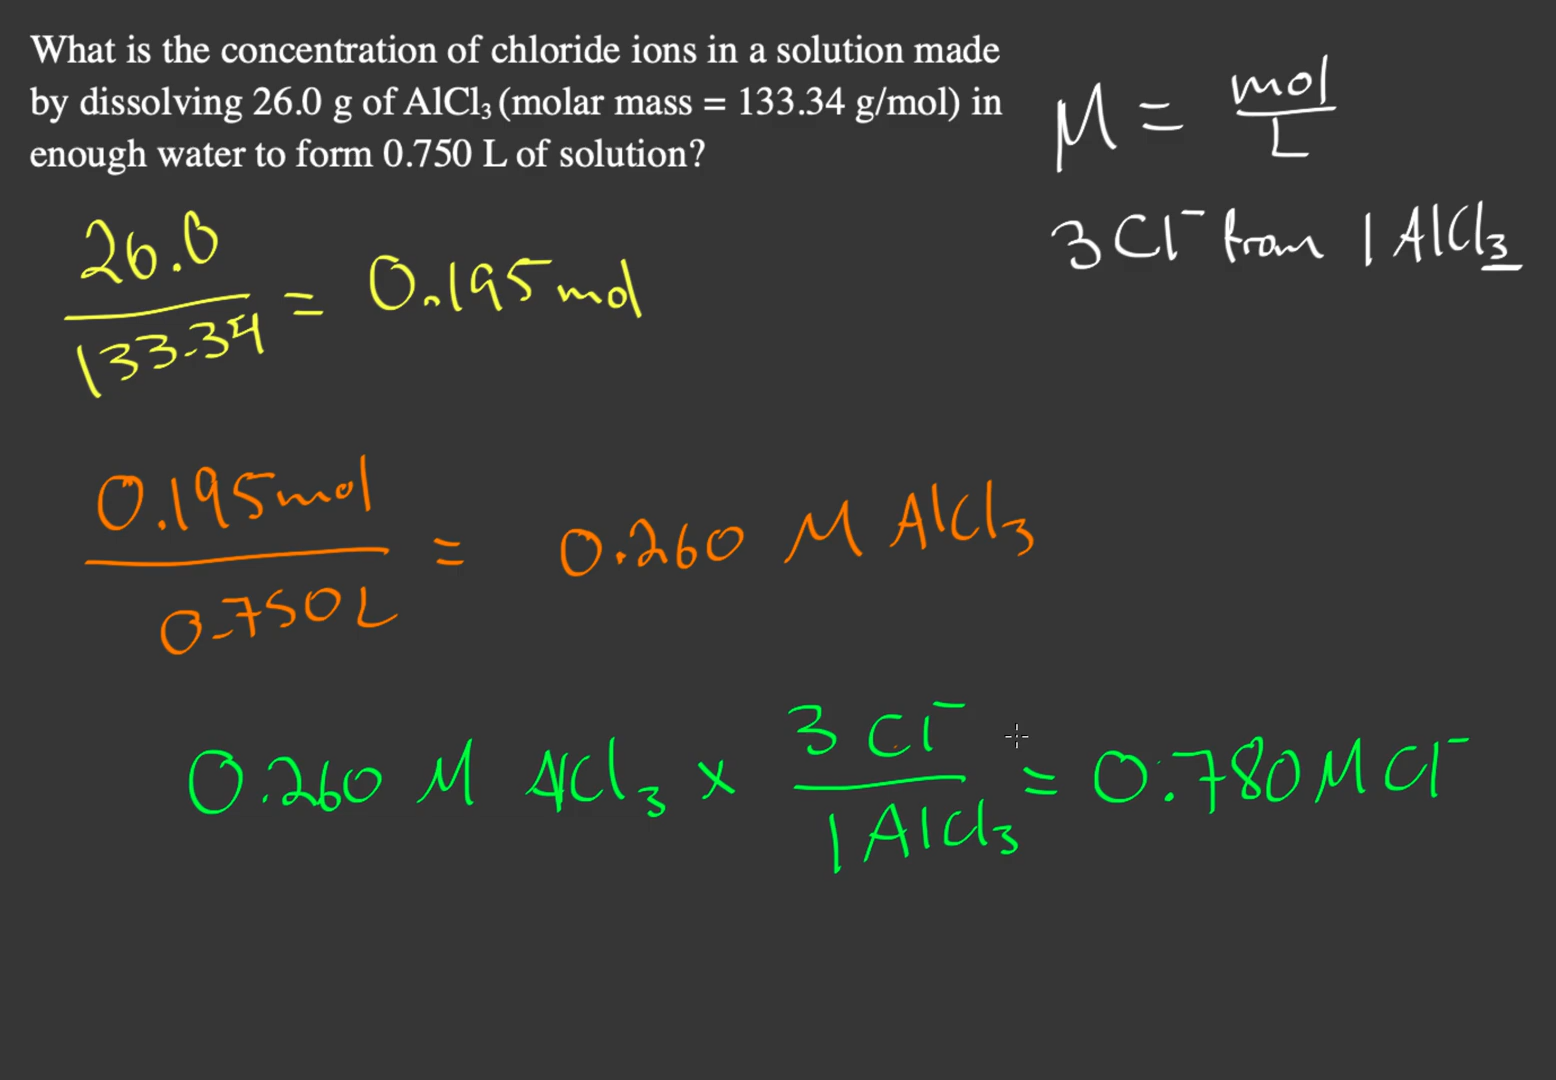 What is the concentration of chloride ions in a solution made
by dissolving 26.0 g of AlCl₃ (molar mass = 133.34 g/mol) in
enough water to form 0.750 L of solution?
M = mol
L
3 Cl⁻ from 1 AlCl₃
26.0
133.34
= 0.195 mol
0.195 mol
0.750 L
= 0.260 M AlCl₃
0.260 M AlCl₃ x
3 Cl⁻
1 AlCl₃
= 0.780 M Cl⁻